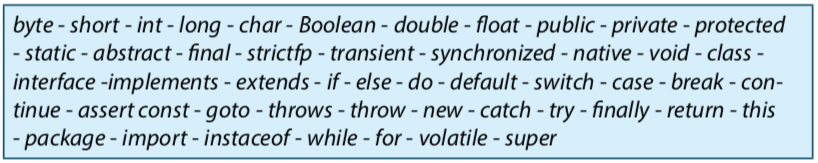 byte - short - int - long - char - Boolean - double - float - public - private - protected
- static - abstract - final - strictfp - transient - synchronized - native - void - class -
interface -implements - extends - if - else - do - default - switch - case - break - con-
tinue - assert const - goto - throws - throw - new - catch - try - finally - return - this
- package - import - instaceof - while - for - volatile - super